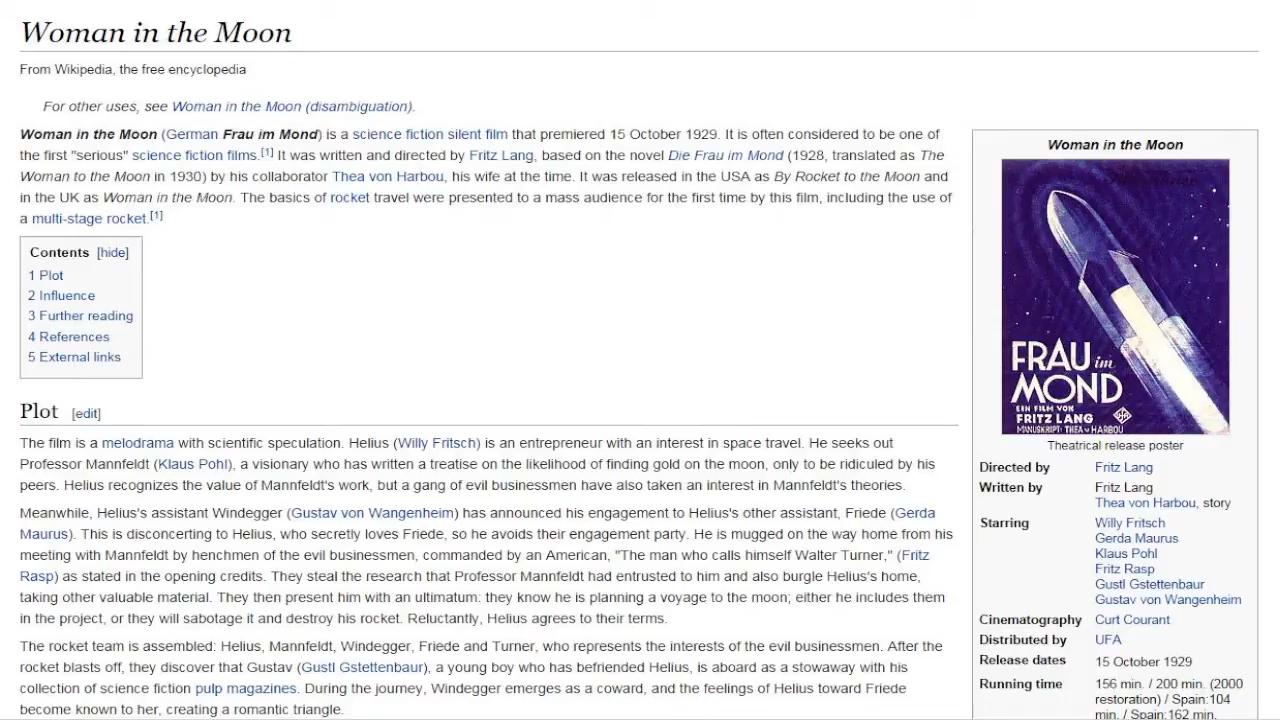 Woman in the Moon
From Wikipedia, the free encyclopedia
For other uses, see Woman in the Moon (disambiguation).
Woman in the Moon (German Frau im Mond) is a science fiction silent film that premiered 15 October 1929. It is often considered to be one of
the first "serious" science fiction films.[1] It was written and directed by Fritz Lang, based on the novel Die Frau im Mond (1928, translated as The
Woman to the Moon in 1930) by his collaborator Thea von Harbou, his wife at the time. It was released in the USA as By Rocket to the Moon and
in the UK as Woman in the Moon. The basics of rocket travel were presented to a mass audience for the first time by this film, including the use of
a multi-stage rocket.[1]
Contents [hide]
1 Plot
2 Influence
3 Further reading
4 References
5 External links
Plot [edit]
The film is a melodrama with scientific speculation. Helius (Willy Fritsch) is an entrepreneur with an interest in space travel. He seeks out
Professor Mannfeldt (Klaus Pohl), a visionary who has written a treatise on the likelihood of finding gold on the moon, only to be ridiculed by his
peers. Helius recognizes the value of Mannfeldt's work, but a gang of evil businessmen have also taken an interest in Mannfeldt's theories.
Meanwhile, Helius's assistant Windegger (Gustav von Wangenheim) has announced his engagement to Helius's other assistant, Friede (Gerda
Maurus). This is disconcerting to Helius, who secretly loves Friede, so he avoids their engagement party. He is mugged on the way home from his
meeting with Mannfeldt by henchmen of the evil businessmen, commanded by an American, "The man who calls himself Walter Turner," (Fritz
Rasp) as stated in the opening credits. They steal the research that Professor Mannfeldt had entrusted to him and also burgle Helius's home,
taking other valuable material. They then present him with an ultimatum: they know he is planning a voyage to the moon; either he includes them
in the project, or they will sabotage it and destroy his rocket. Reluctantly, Helius agrees to their terms.
The rocket team is assembled: Helius, Mannfeldt, Windegger, Friede and Turner, who represents the interests of the evil businessmen. After the
rocket blasts off, they discover that Gustav (Gustl Gstettenbaur), a young boy who has befriended Helius, is aboard as a stowaway with his
collection of science fiction pulp magazines. During the journey, Windegger emerges as a coward, and the feelings of Helius toward Friede
become known to her, creating a romantic triangle.
Woman in the Moon
FRAU im
MOND
EIN FILM VON
FRITZ LANG
MANUSKRIPT: THEA v HARBOU
UFA
Theatrical release poster
Directed by Fritz Lang
Written by Fritz Lang
Thea von Harbou, story
Starring Willy Fritsch
Gerda Maurus
Klaus Pohl
Fritz Rasp
Gustl Gstettenbaur
Gustav von Wangenheim
Cinematography Curt Courant
Distributed by UFA
Release dates 15 October 1929
Running time 156 min. / 200 min. (2000
restoration) / Spain:104
min. / Spain:162 min.